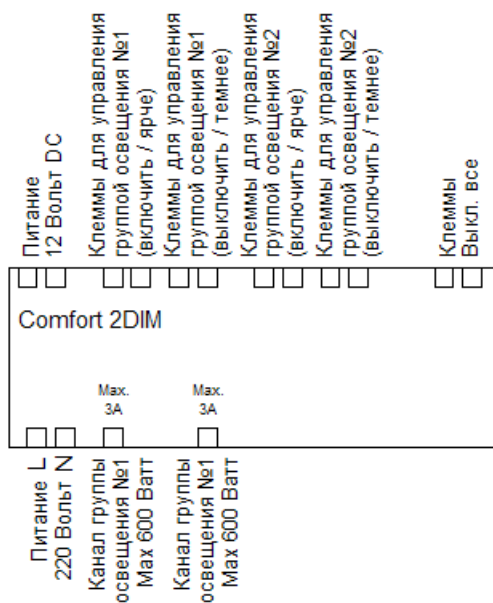 Питание
12 Вольт DC
Клеммы для управления
группой освещения №1
(включить / ярче)
Клеммы для управления
группой освещения №1
(выключить / темнее)
Клеммы для управления
группой освещения №2
(включить / ярче)
Клеммы для управления
группой освещения №2
(выключить / темнее)
Клеммы
Выкл. все
Comfort 2DIM
Max.
3A
Max.
3A
Питание L
220 Вольт N
Канал группы
освещения №1
Max 600 Ватт
Канал группы
освещения №1
Max 600 Ватт